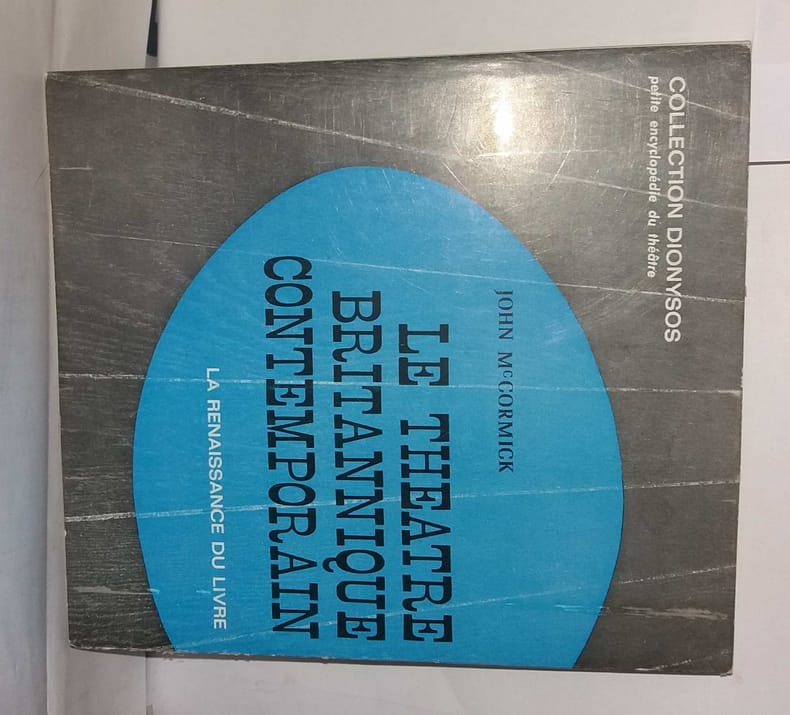 COLLECTION DIONYSOS
petite encyclopédie du théâtre
JOHN McCORMICK
LE THEATRE
BRITANNIQUE
CONTEMPORAIN
LA RENAISSANCE DU LIVRE